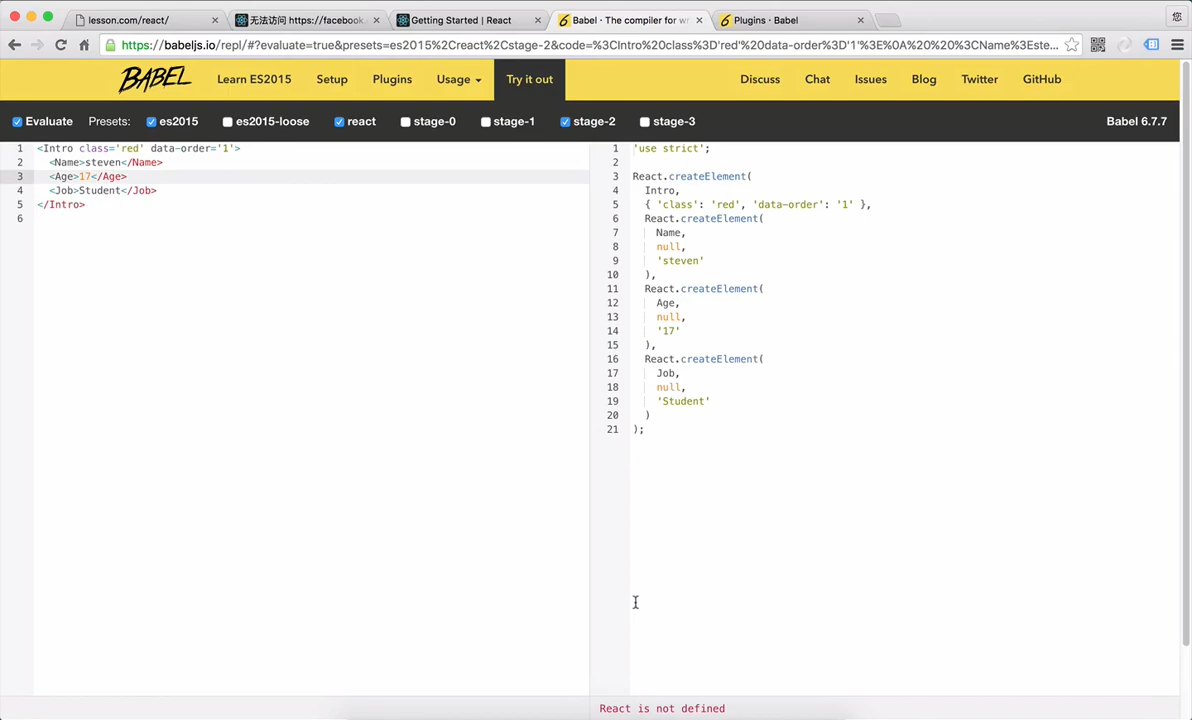 lesson.com/react/
无法访问 https://facebook.
Getting Started | React
Babel · The compiler for wr
Plugins · Babel
您
https://babeljs.io/repl/#?evaluate=true&presets=es2015%2Creact%2Cstage-2&code=%3CIntro%20class%3D'red'%20data-order%3D'1'%3E%0A%20%20%3CName%3Este...
BABEL
Learn ES2015
Setup
Plugins
Usage
Try it out
Discuss
Chat
Issues
Blog
Twitter
GitHub
Evaluate
Presets:
es2015
es2015-loose
react
stage-0
stage-1
stage-2
stage-3
Babel 6.7.7
1 <Intro class='red' data-order='1'>
2 <Name>steven</Name>
3 <Age>17</Age>
4 <Job>Student</Job>
5 </Intro>
6
1 'use strict';
2
3 React.createElement(
4 Intro,
5 { 'class': 'red', 'data-order': '1' },
6 React.createElement(
7 Name,
8 null,
9 'steven'
10 ),
11 React.createElement(
12 Age,
13 null,
14 '17'
15 ),
16 React.createElement(
17 Job,
18 null,
19 'Student'
20 )
21 );
React is not defined